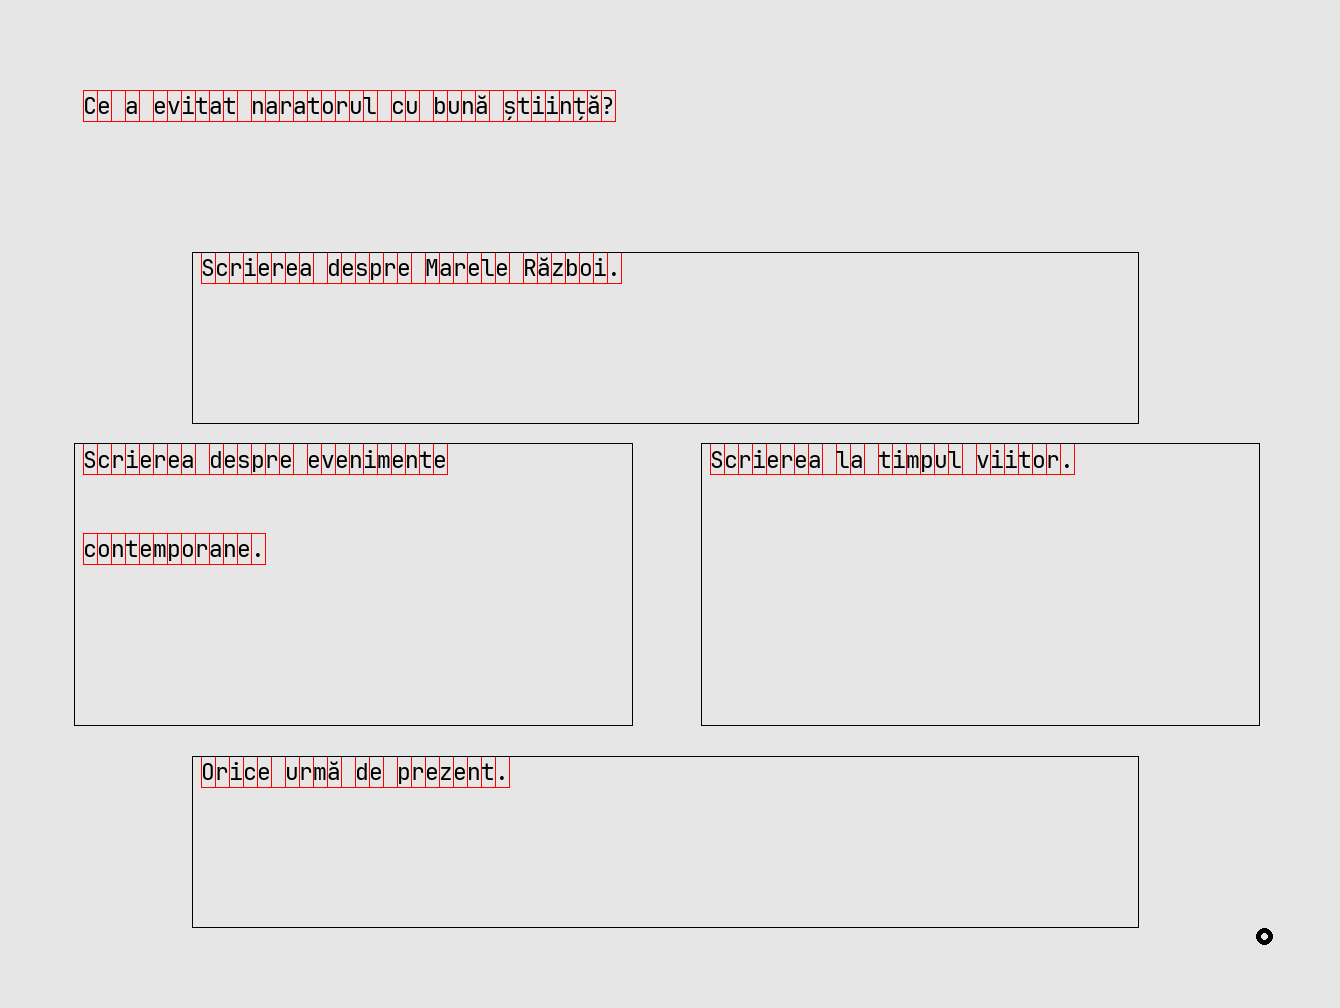 Ce a evitat naratorul cu bună știință?
Scrierea despre Marele Război.
Scrierea despre evenimente
contemporane.
Scrierea la timpul viitor.
Orice urmă de prezent.